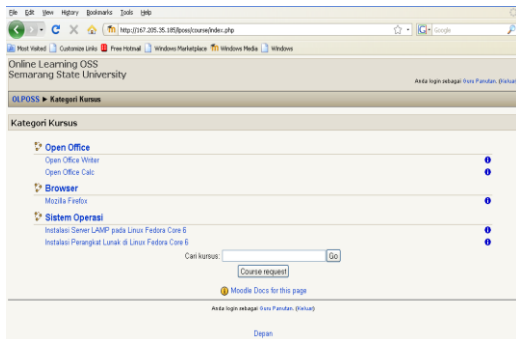 File Edit View History Bookmarks Tools Help
http://167.205.35.185/poss/course/index.php
Google
Most Visited Customize Links Free Hotmail Windows Marketplace Windows Media Windows
Online Learning OSS
Semarang State University
Anda login sebagai Guru Panutan. (Keluar)
OLPOSS ► Kategori Kursus
Kategori Kursus
Open Office
Open Office Writer
Open Office Calc
Browser
Mozilla Firefox
Sistem Operasi
Instalasi Server LAMP pada Linux Fedora Core 6
Instalasi Perangkat Lunak di Linux Fedora Core 6
Cari kursus: Go
Course request
Moodle Docs for this page
Anda login sebagai Guru Panutan. (Keluar)
Depan